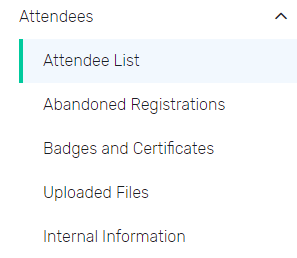 Attendees
Attendee List
Abandoned Registrations
Badges and Certificates
Uploaded Files
Internal Information